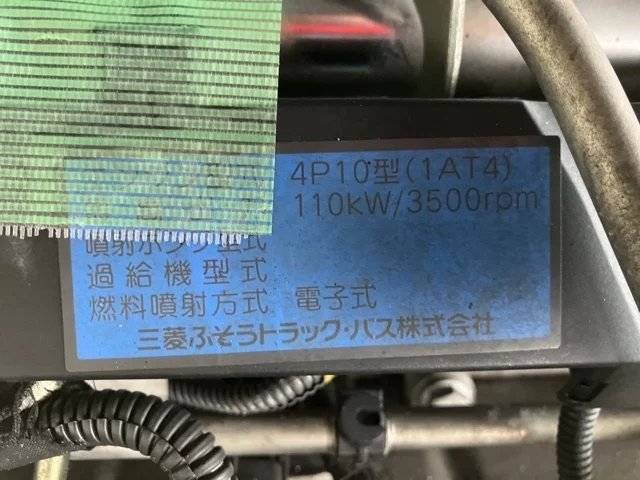 4P10型(1AT4)
110kW/3500rpm
噴射ポンプ型式
過給機型式
燃料噴射方式 電子式
三菱ふそうトラック・バス株式会社